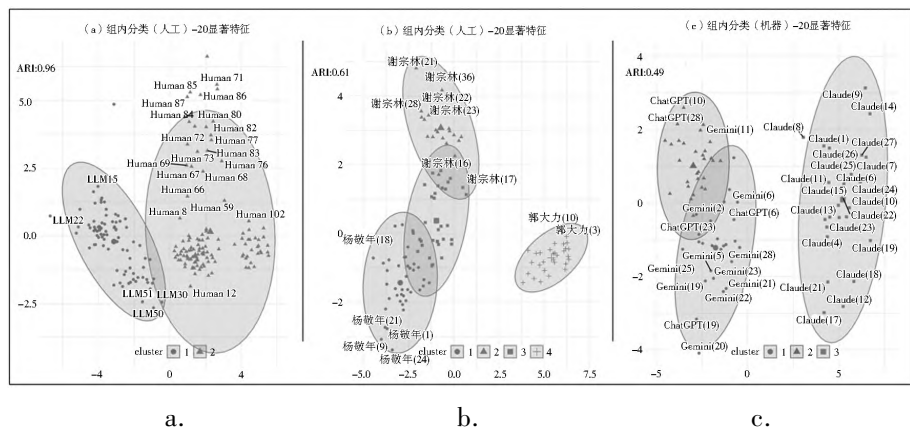 （a）组内分类（人工）-20显著特征
ARI:0.96
Human 71
Human 85
Human 86
Human 87
5.0
Human 84
Human 80
Human 82
Human 72
Human 77
Human 83
Human 73
Human 69
Human 76
2.5
Human 67
Human 68
LLM15
Human 66
Human 59
LLM22
Human 8
Human 102
0.0
LLM51
LLM30
Human 12
-2.5
LLM50
cluster 1 2
-4 0 4
（b）组内分类（人工）-20显著特征
谢宗林(21)
ARI:0.61
谢宗林(36)
谢宗林(22)
谢宗林(28)
谢宗林(23)
4
2
谢宗林(16)
谢宗林(17)
郭大力(10)
郭大力(3)
0
杨敬年(18)
-2
杨敬年(21)
杨敬年(1)
杨敬年(9)
杨敬年(24)
cluster 1 2 3 4
-5.0 -2.5 0.0 2.5 5.0 7.5
（c）组内分类（机器）-20显著特征
4
ARI:0.49
Claude(9)
ChatGPT(10)
Claude(14)
ChatGPT(28)
2
Gemini(11)
Claude(8)
Claude(1)
Claude(27)
Claude(26)
Claude(25)
Claude(7)
Claude(11)
Claude(6)
Gemini(6)
Claude(15)
Claude(24)
0
Gemini(2)
Claude(10)
ChatGPT(6)
Claude(13)
Claude(22)
ChatGPT(23)
Claude(23)
Gemini(5)
Gemini(28)
Claude(4)
Claude(19)
Gemini(25)
Gemini(23)
-2
Gemini(19)
Gemini(21)
Claude(21)
Claude(18)
Gemini(22)
Claude(12)
ChatGPT(19)
Claude(17)
Gemini(20)
-4
cluster 1 2 3
-5 0 5 10
a. b. c.